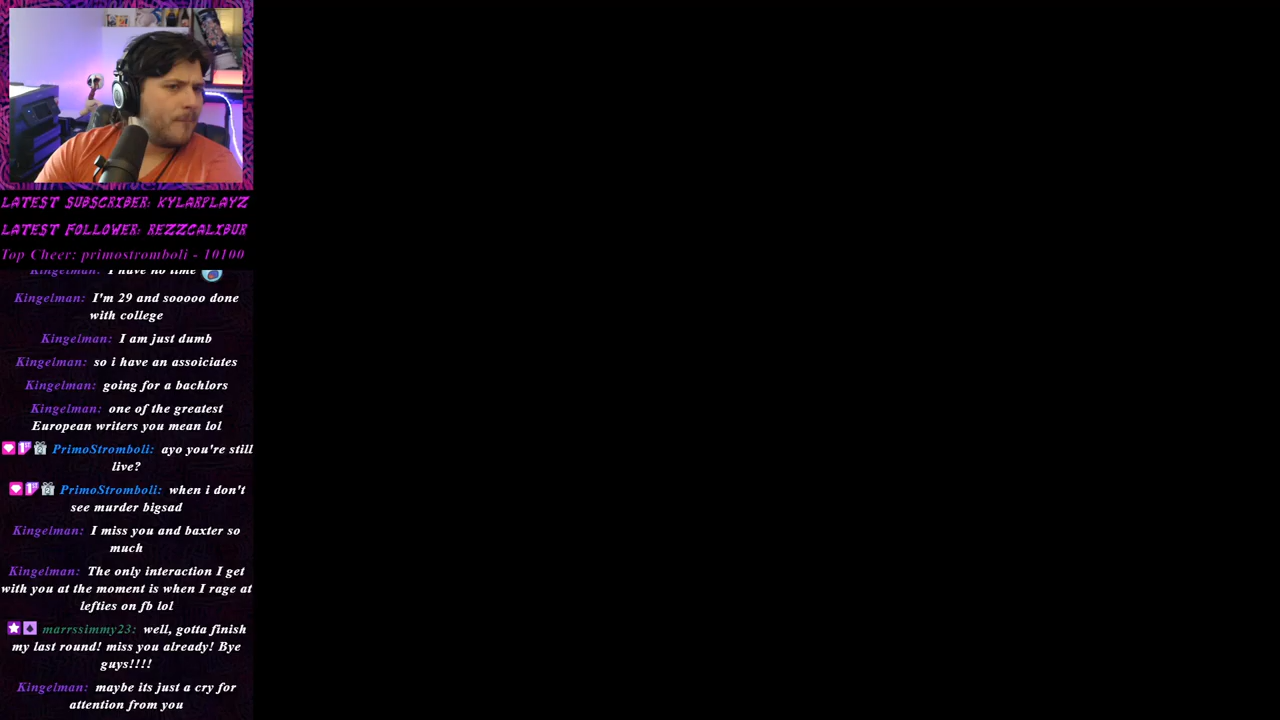 LATEST SUBSCRIBER: KYLARPLAYZ
LATEST FOLLOWER: REZZCALIBUR
Top Cheer: primostromboli - 10100
Kingelman: I have no time
Kingelman: I'm 29 and sooooo done
with college
Kingelman: I am just dumb
Kingelman: so i have an assoiciates
Kingelman: going for a bachlors
Kingelman: one of the greatest
European writers you mean lol
PrimoStromboli: ayo you're still
live?
PrimoStromboli: when i don't
see murder bigsad
Kingelman: I miss you and baxter so
much
Kingelman: The only interaction I get
with you at the moment is when I rage at
lefties on fb lol
marrssimmy23: well, gotta finish
my last round! miss you already! Bye
guys!!!!
Kingelman: maybe its just a cry for
attention from you